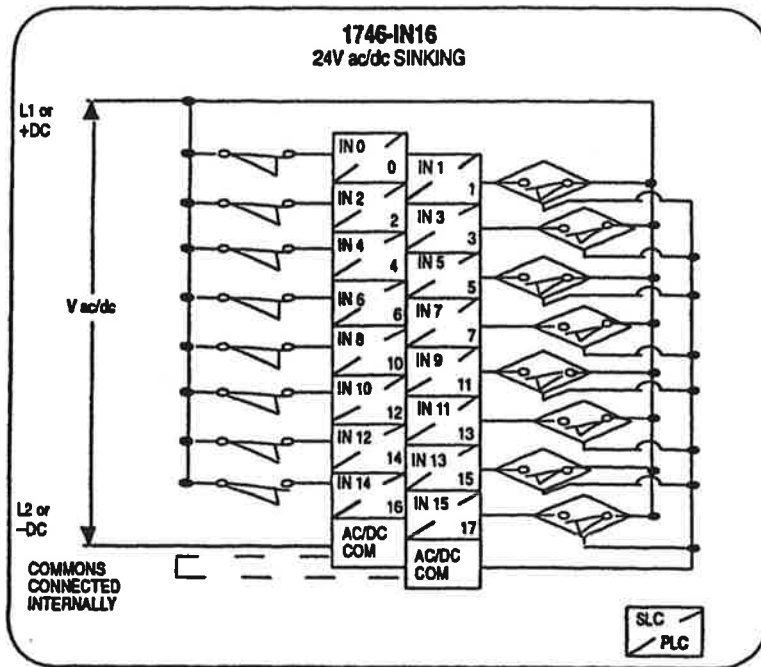 1746-IN16
24V ac/dc SINKING
L1 or
+DC
V ac/dc
L2 or
–DC
COMMONS
CONNECTED
INTERNALLY
IN 0
0
IN 2
2
IN 4
4
IN 6
6
IN 8
10
IN 10
12
IN 12
14
IN 14
16
AC/DC
COM
IN 1
1
IN 3
3
IN 5
5
IN 7
7
IN 9
11
IN 11
13
IN 13
15
IN 15
17
AC/DC
COM
SLC
PLC